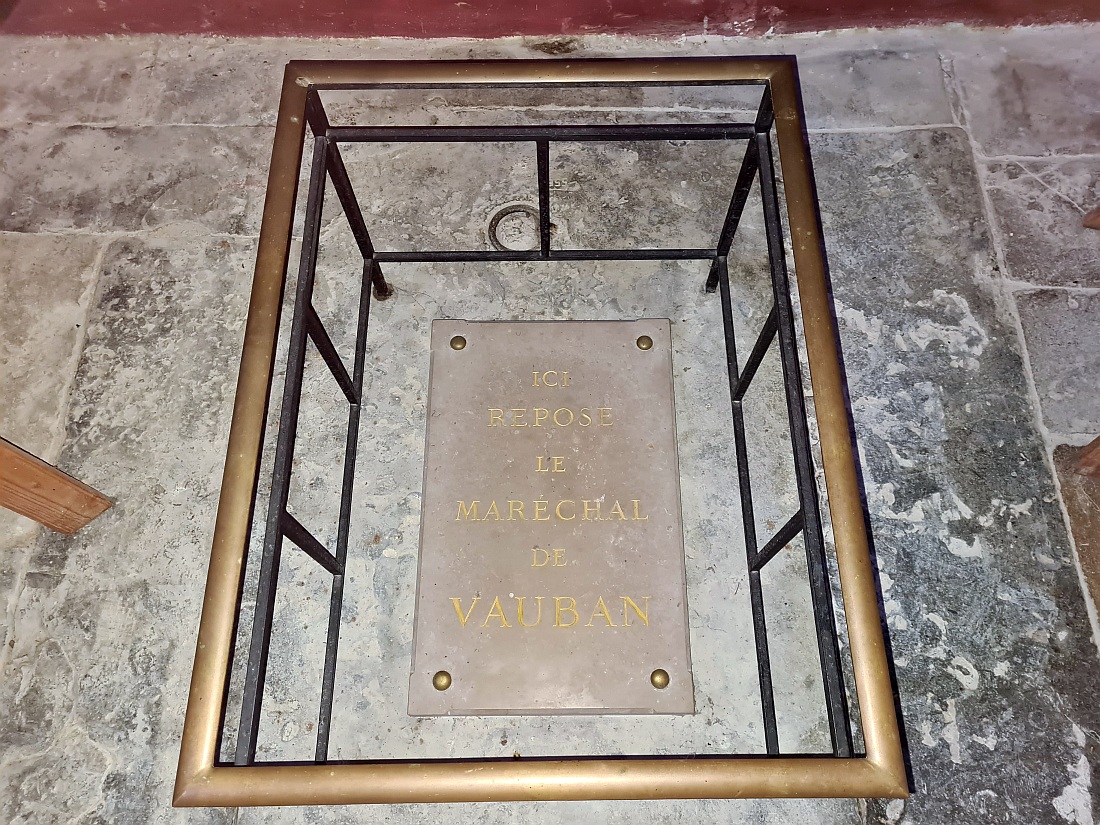 ICI
REPOSE
LE
MARÉCHAL
DE
VAUBAN